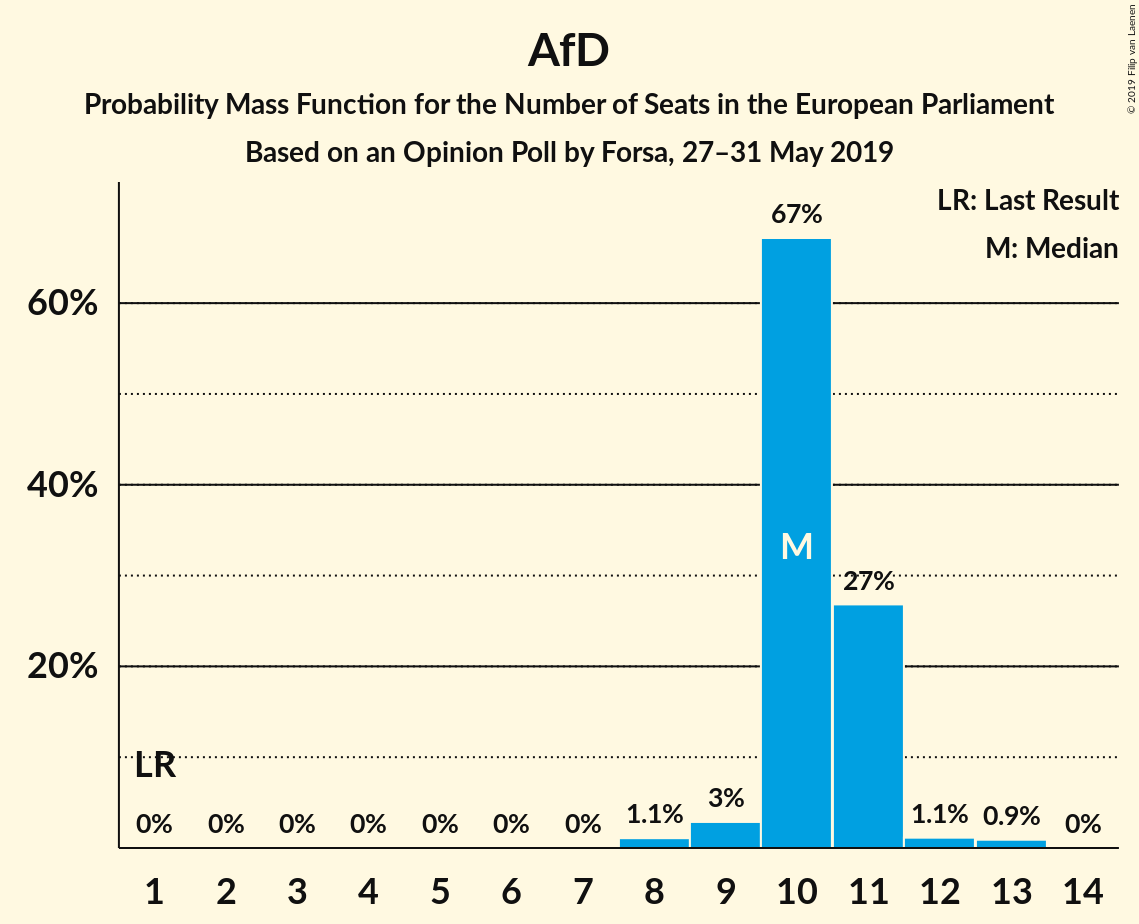 AfD
Probability Mass Function for the Number of Seats in the European Parliament
Based on an Opinion Poll by Forsa, 27–31 May 2019
© 2019 Filip van Laenen
LR: Last Result
M: Median
60%
40%
20%
67%
M
27%
LR
0% 0% 0% 0% 0% 0% 0% 1.1% 3% 1.1% 0.9% 0%
1 2 3 4 5 6 7 8 9 10 11 12 13 14